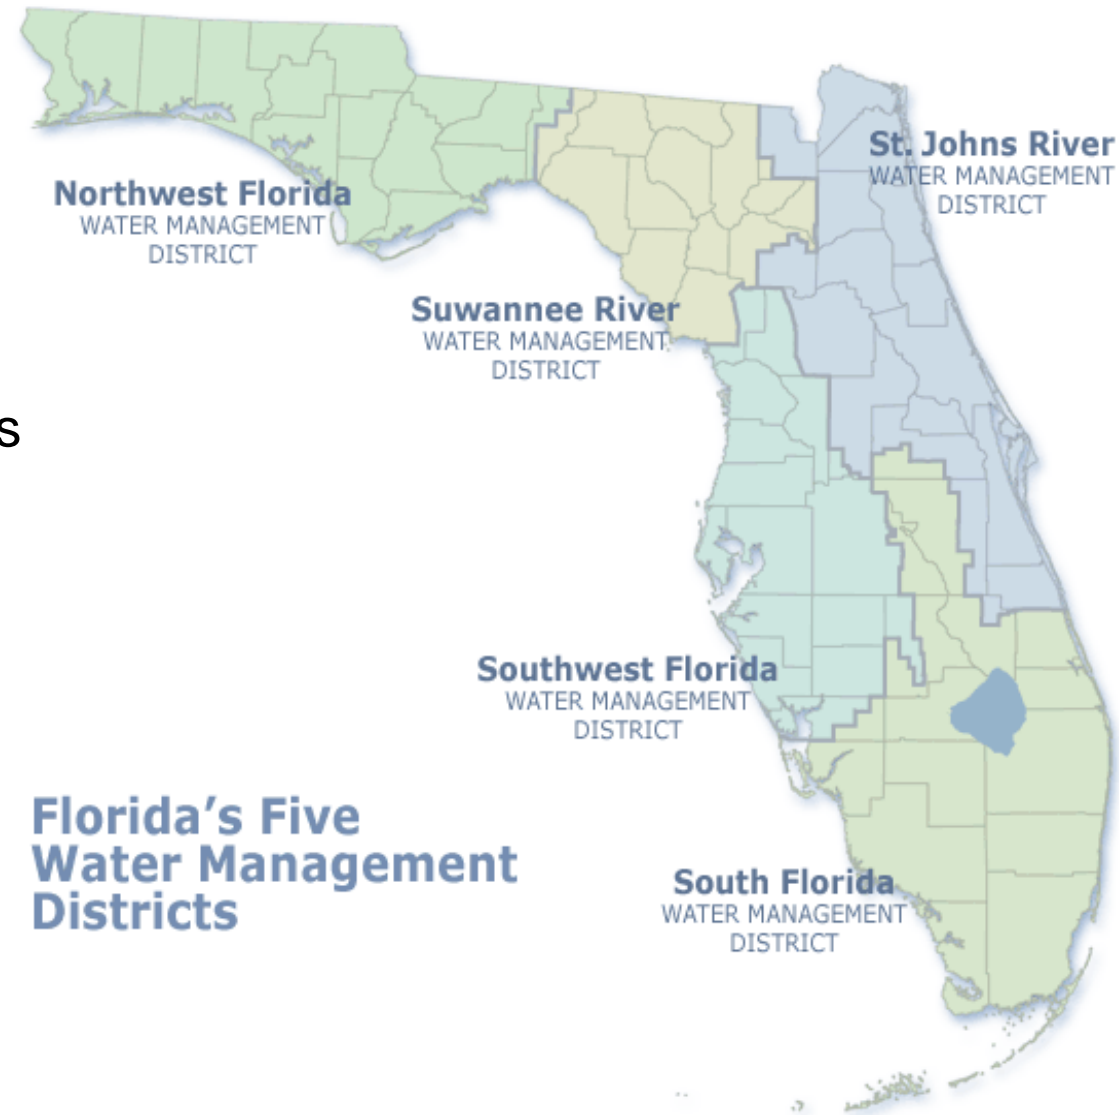 St. Johns River
WATER MANAGEMENT
DISTRICT
Northwest Florida
WATER MANAGEMENT
DISTRICT
Suwannee River
WATER MANAGEMENT
DISTRICT
s
Southwest Florida
WATER MANAGEMENT
DISTRICT
Florida’s Five
Water Management
Districts
South Florida
WATER MANAGEMENT
DISTRICT